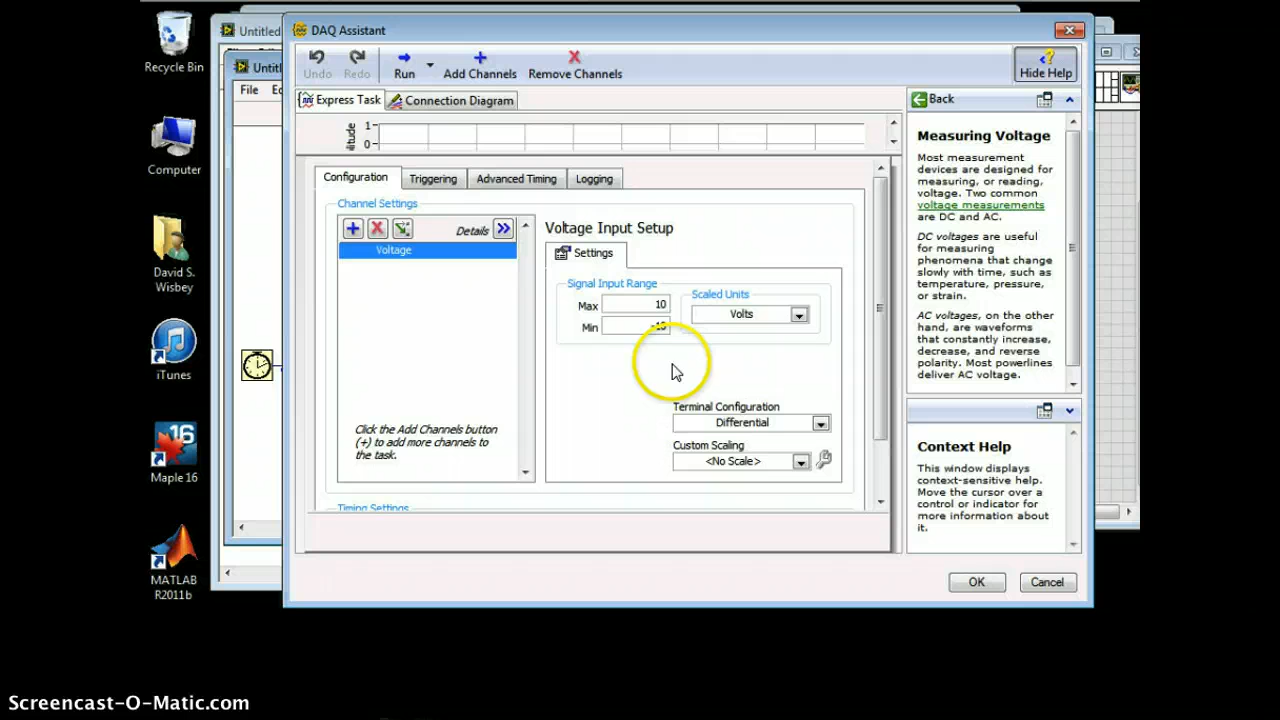 Recycle Bin
Computer
David S.
Wisbey
iTunes
16
Maple 16
MATLAB
R2011b
Untitled
Untitl
File
DAQ Assistant
Undo
Redo
Run
Add Channels
Remove Channels
Hide Help
Express Task
Connection Diagram
1
0
Configuration
Triggering
Advanced Timing
Logging
Channel Settings
Details
Voltage
Click the Add Channels button
(+) to add more channels to
the task.
Voltage Input Setup
Settings
Signal Input Range
Max 10
Min -10
Scaled Units
Volts
Terminal Configuration
Differential
Custom Scaling
<No Scale>
Timing Settings
Back
Measuring Voltage
Most measurement
devices are designed for
measuring, or reading,
voltage. Two common
voltage measurements
are DC and AC.
DC voltages are useful
for measuring
phenomena that change
slowly with time, such as
temperature, pressure,
or strain.
AC voltages, on the other
hand, are waveforms
that constantly increase,
decrease, and reverse
polarity. Most powerlines
deliver AC voltage.
Context Help
This window displays
context-sensitive help.
Move the cursor over a
control or indicator for
more information about
it.
OK
Cancel
Screencast-O-Matic.com